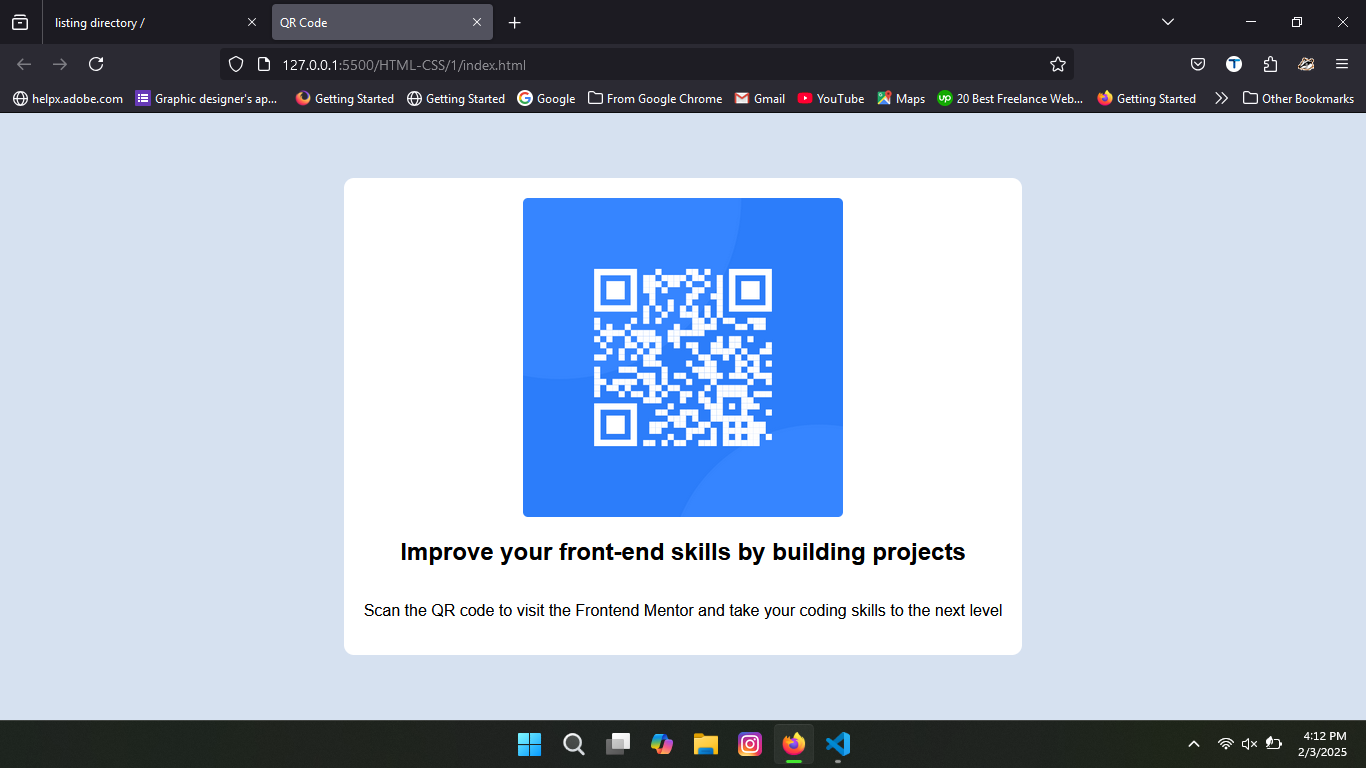 listing directory /
QR Code
127.0.0.1:5500/HTML-CSS/1/index.html
helpx.adobe.com Graphic designer's ap... Getting Started Getting Started Google From Google Chrome Gmail YouTube Maps up 20 Best Freelance Web... Getting Started Other Bookmarks
Improve your front-end skills by building projects
Scan the QR code to visit the Frontend Mentor and take your coding skills to the next level
4:12 PM
2/3/2025